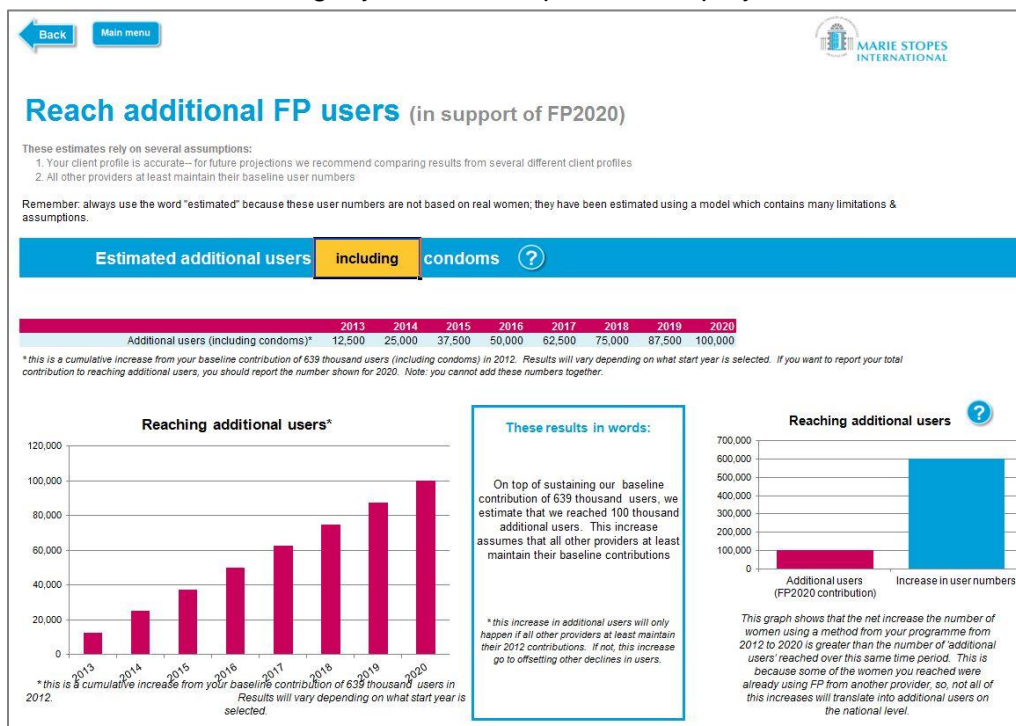 Back
Main menu
MARIE STOPES
INTERNATIONAL
Reach additional FP users (in support of FP2020)
These estimates rely on several assumptions:
1. Your client profile is accurate-- for future projections we recommend comparing results from several different client profiles
2. All other providers at least maintain their baseline user numbers
Remember: always use the word "estimated" because these user numbers are not based on real women; they have been estimated using a model which contains many limitations &
assumptions.
Estimated additional users including condoms ?
2013 2014 2015 2016 2017 2018 2019 2020
Additional users (including condoms)* 12,500 25,000 37,500 50,000 62,500 75,000 87,500 100,000
*this is a cumulative increase from your baseline contribution of 639 thousand users (including condoms) in 2012. Results will vary depending on what start year is selected. If you want to report your total
contribution to reaching additional users, you should report the number shown for 2020. Note: you cannot add these numbers together.
Reaching additional users*
120,000
100,000
80,000
60,000
40,000
20,000
0
2013 2014 2015 2016 2017 2018 2019 2020
*this is a cumulative increase from your baseline contribution of 639 thousand users in
2012. Results will vary depending on what start year is
selected.
These results in words:
On top of sustaining our baseline
contribution of 639 thousand users, we
estimate that we reached 100 thousand
additional users. This increase
assumes that all other providers at least
maintain their baseline contributions
* this increase in additional users will only
happen if all other providers at least maintain
their 2012 contributions. If not, this increase
go to offsetting other declines in users.
Reaching additional users ?
700,000
600,000
500,000
400,000
300,000
200,000
100,000
0
Additional users
(FP2020 contribution)
Increase in user numbers
This graph shows that the net increase the number of
women using a method from your programme from
2012 to 2020 is greater than the number of 'additional
users' reached over this same time period. This is
because some of the women you reached were
already using FP from another provider, so, not all of
this increases will translate into additional users on
the national level.